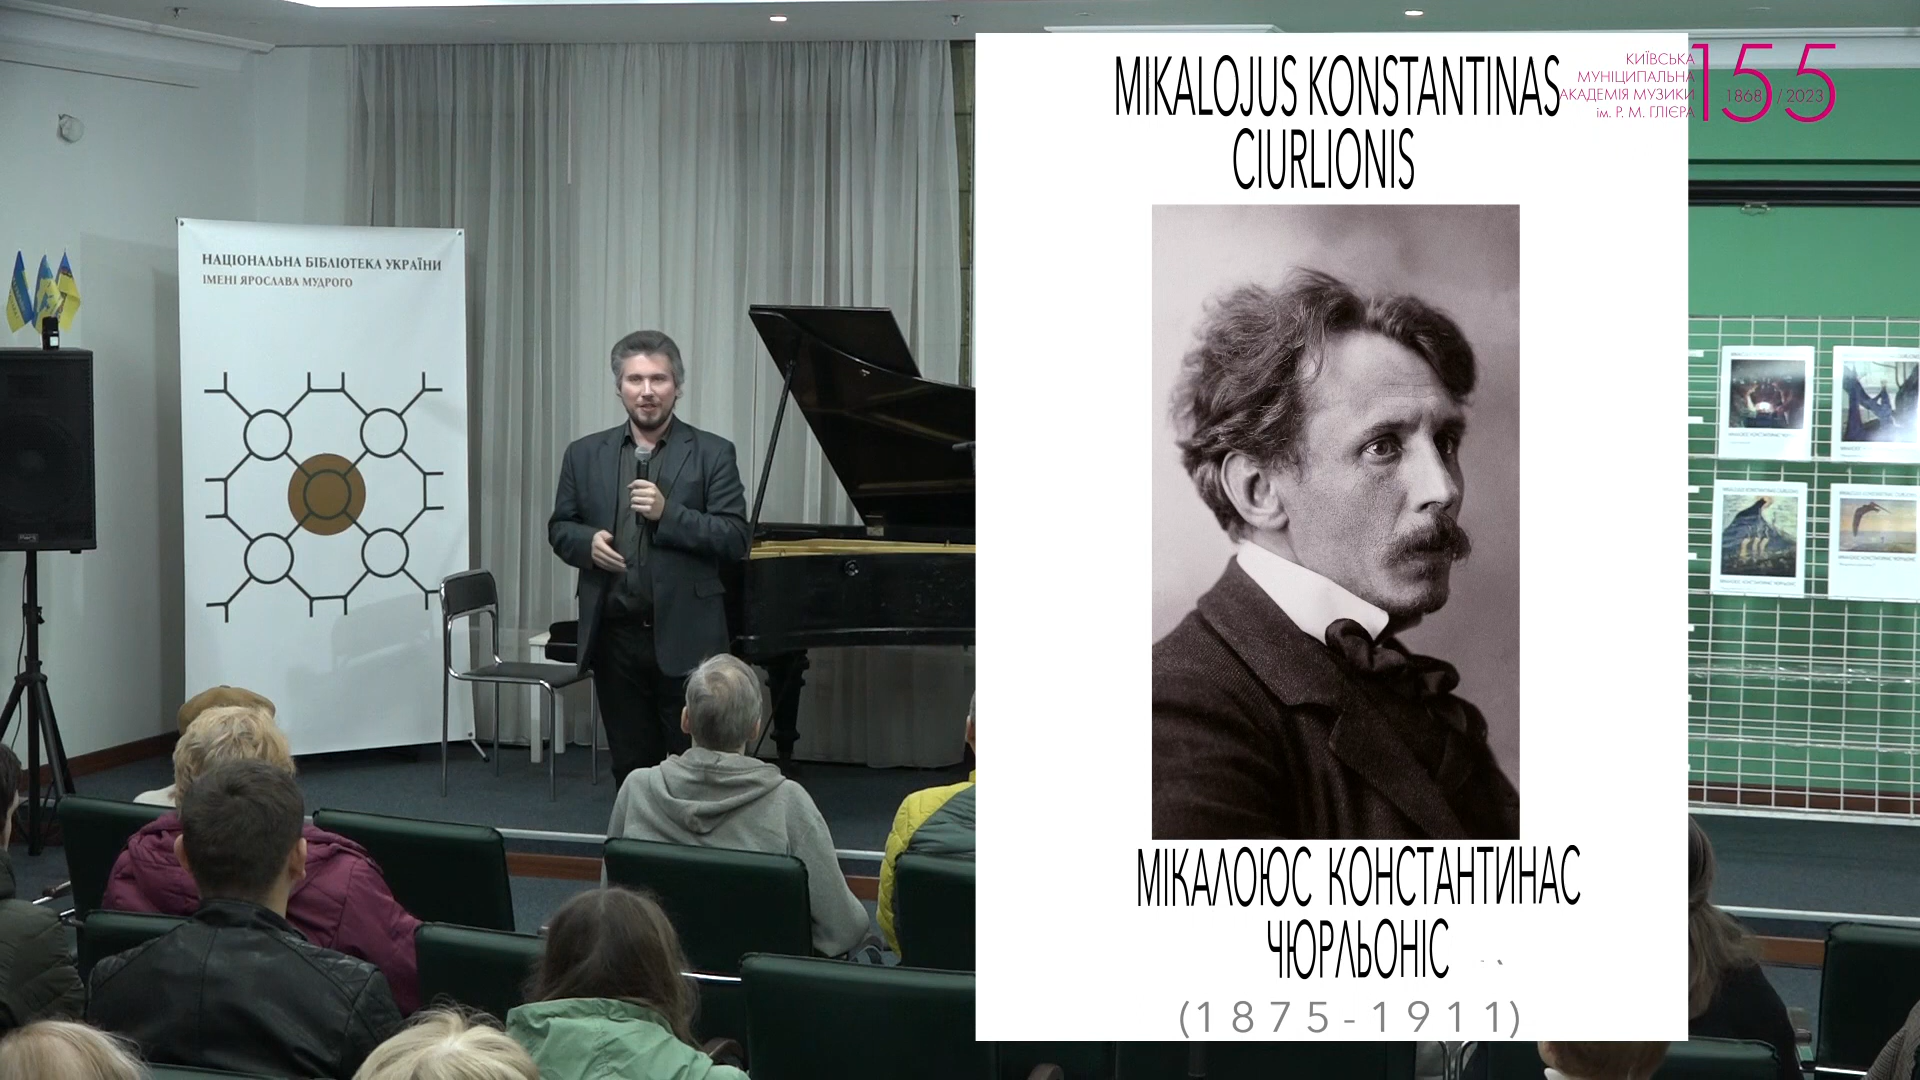 НАЦІОНАЛЬНА БІБЛІОТЕКА УКРАЇНИ
ІМЕНІ ЯРОСЛАВА МУДРОГО
MIKALOJUS KONSTANTINAS
CIURLIONIS
МІКАЛОЮС КОНСТАНТИНАС
ЧЮРЛЬОНІС
(1875-1911)
КИЇВСЬКА
МУНІЦИПАЛЬНА
АКАДЕМІЯ МУЗИКИ
ім. Р. М. ГЛІЄРА
155
1868 / 2023